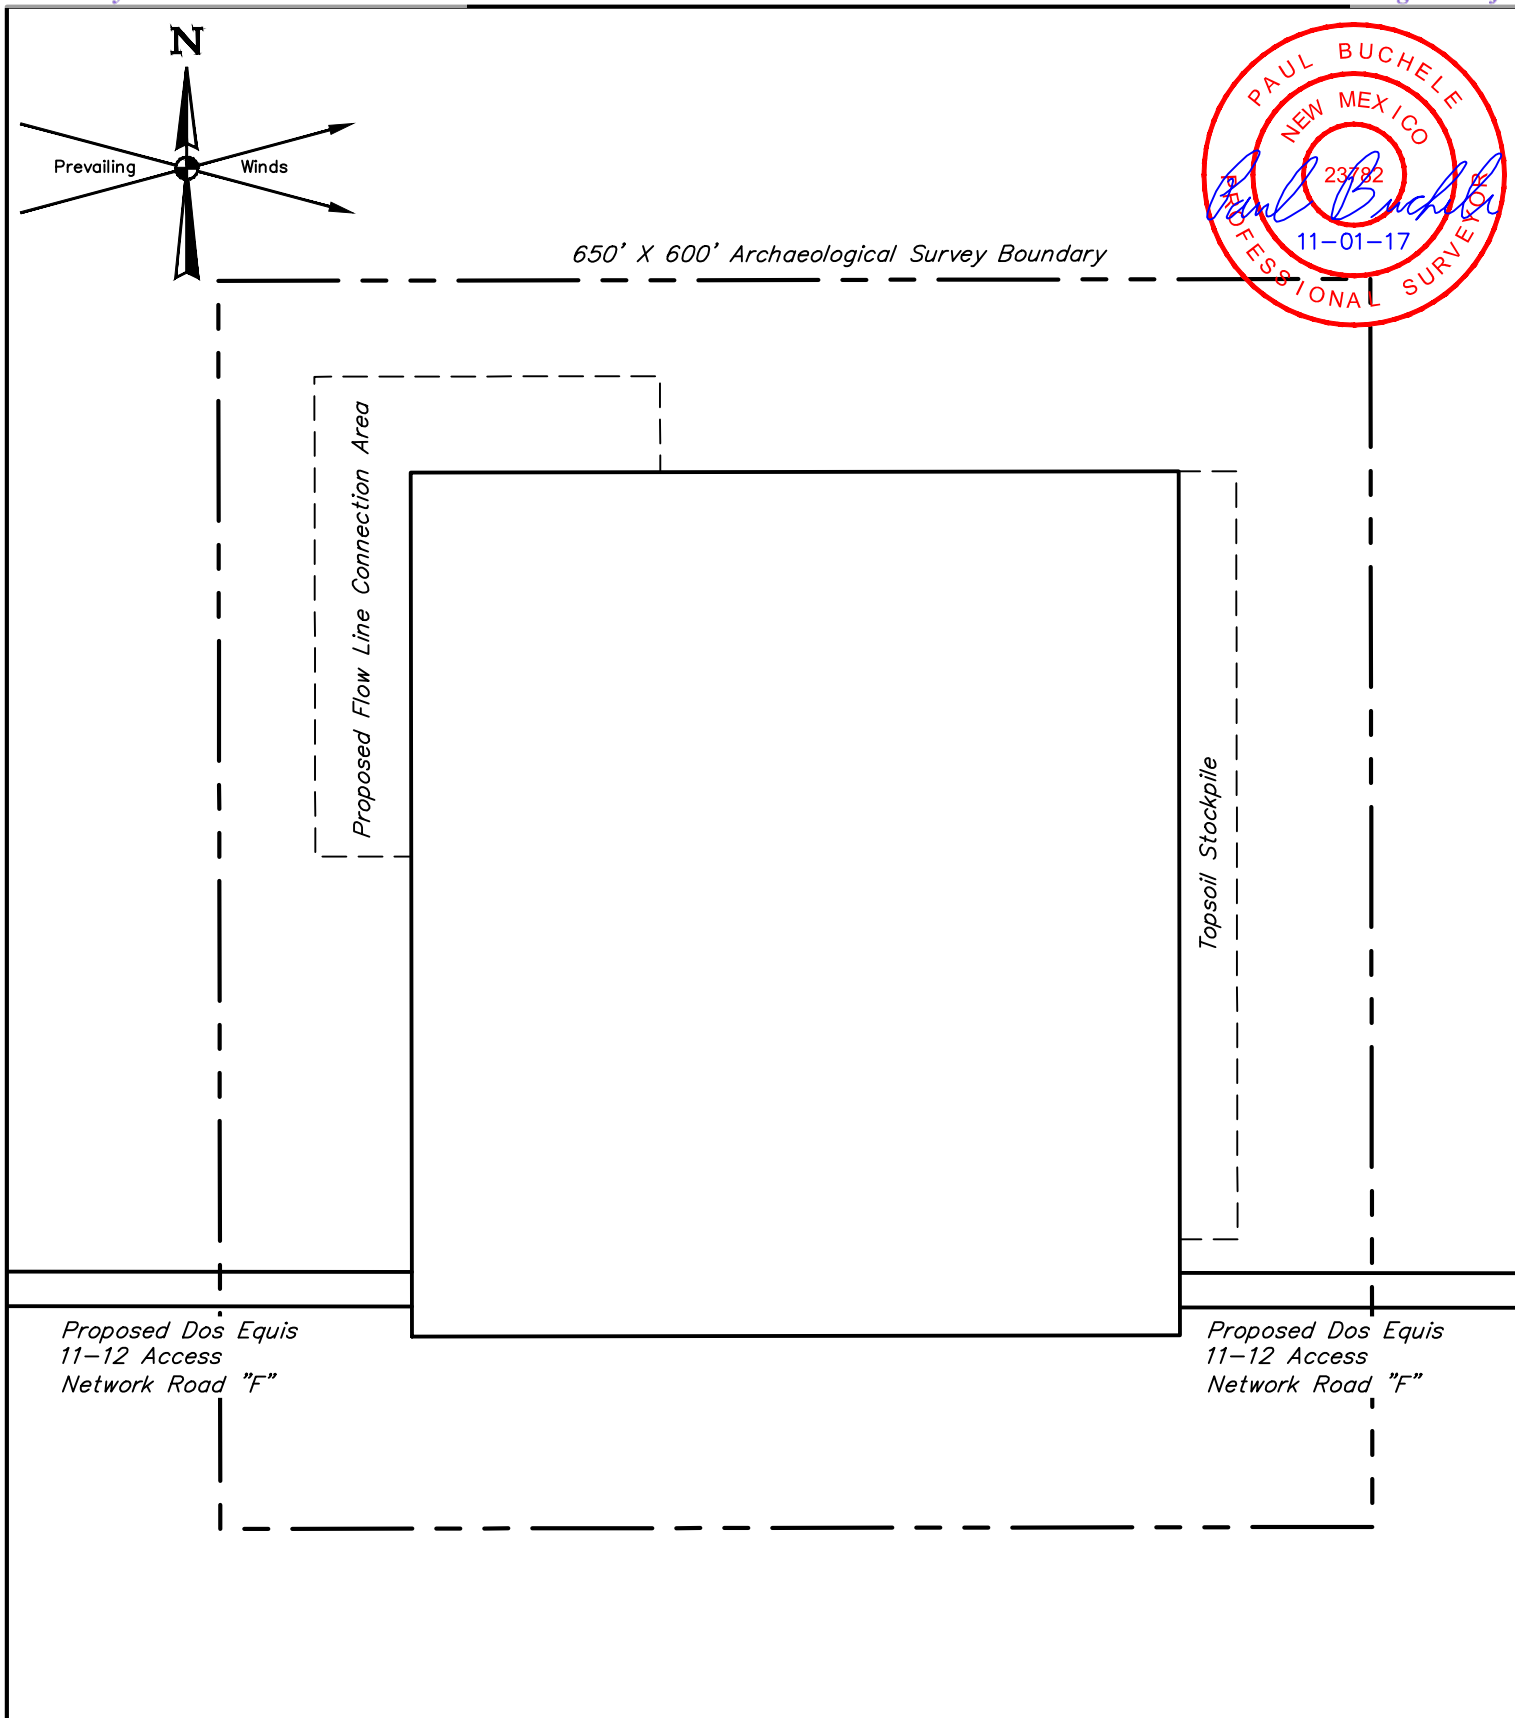 N
Prevailing Winds
PAUL BUCHELE
NEW MEXICO
23782
Paul Buchele
11-01-17
PROFESSIONAL SURVEYOR
650' X 600' Archaeological Survey Boundary
Proposed Flow Line Connection Area
Topsoil Stockpile
Proposed Dos Equis
11-12 Access
Network Road "F"
Proposed Dos Equis
11-12 Access
Network Road "F"